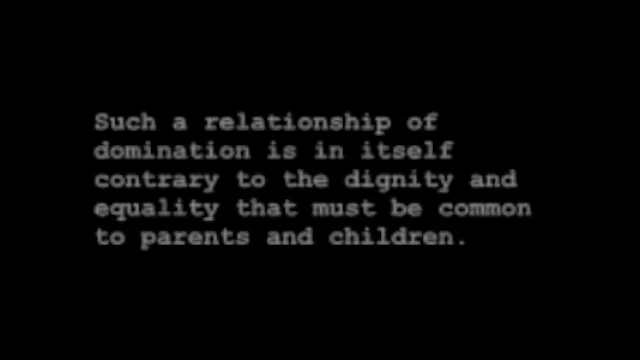 Such a relationship of
domination is in itself
contrary to the dignity and
equality that must be common
to parents and children.